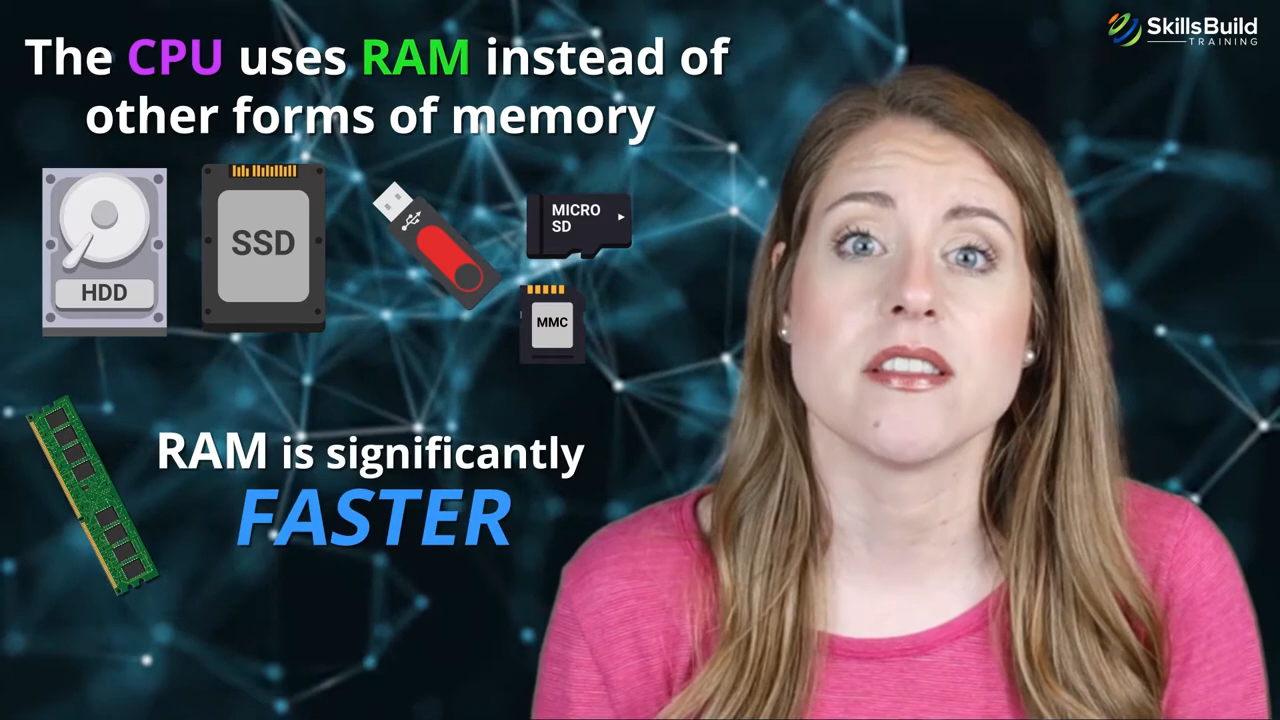 The CPU uses RAM instead of
other forms of memory
SkillsBuild
TRAINING
HDD
SSD
MICRO
SD
MMC
RAM is significantly
FASTER